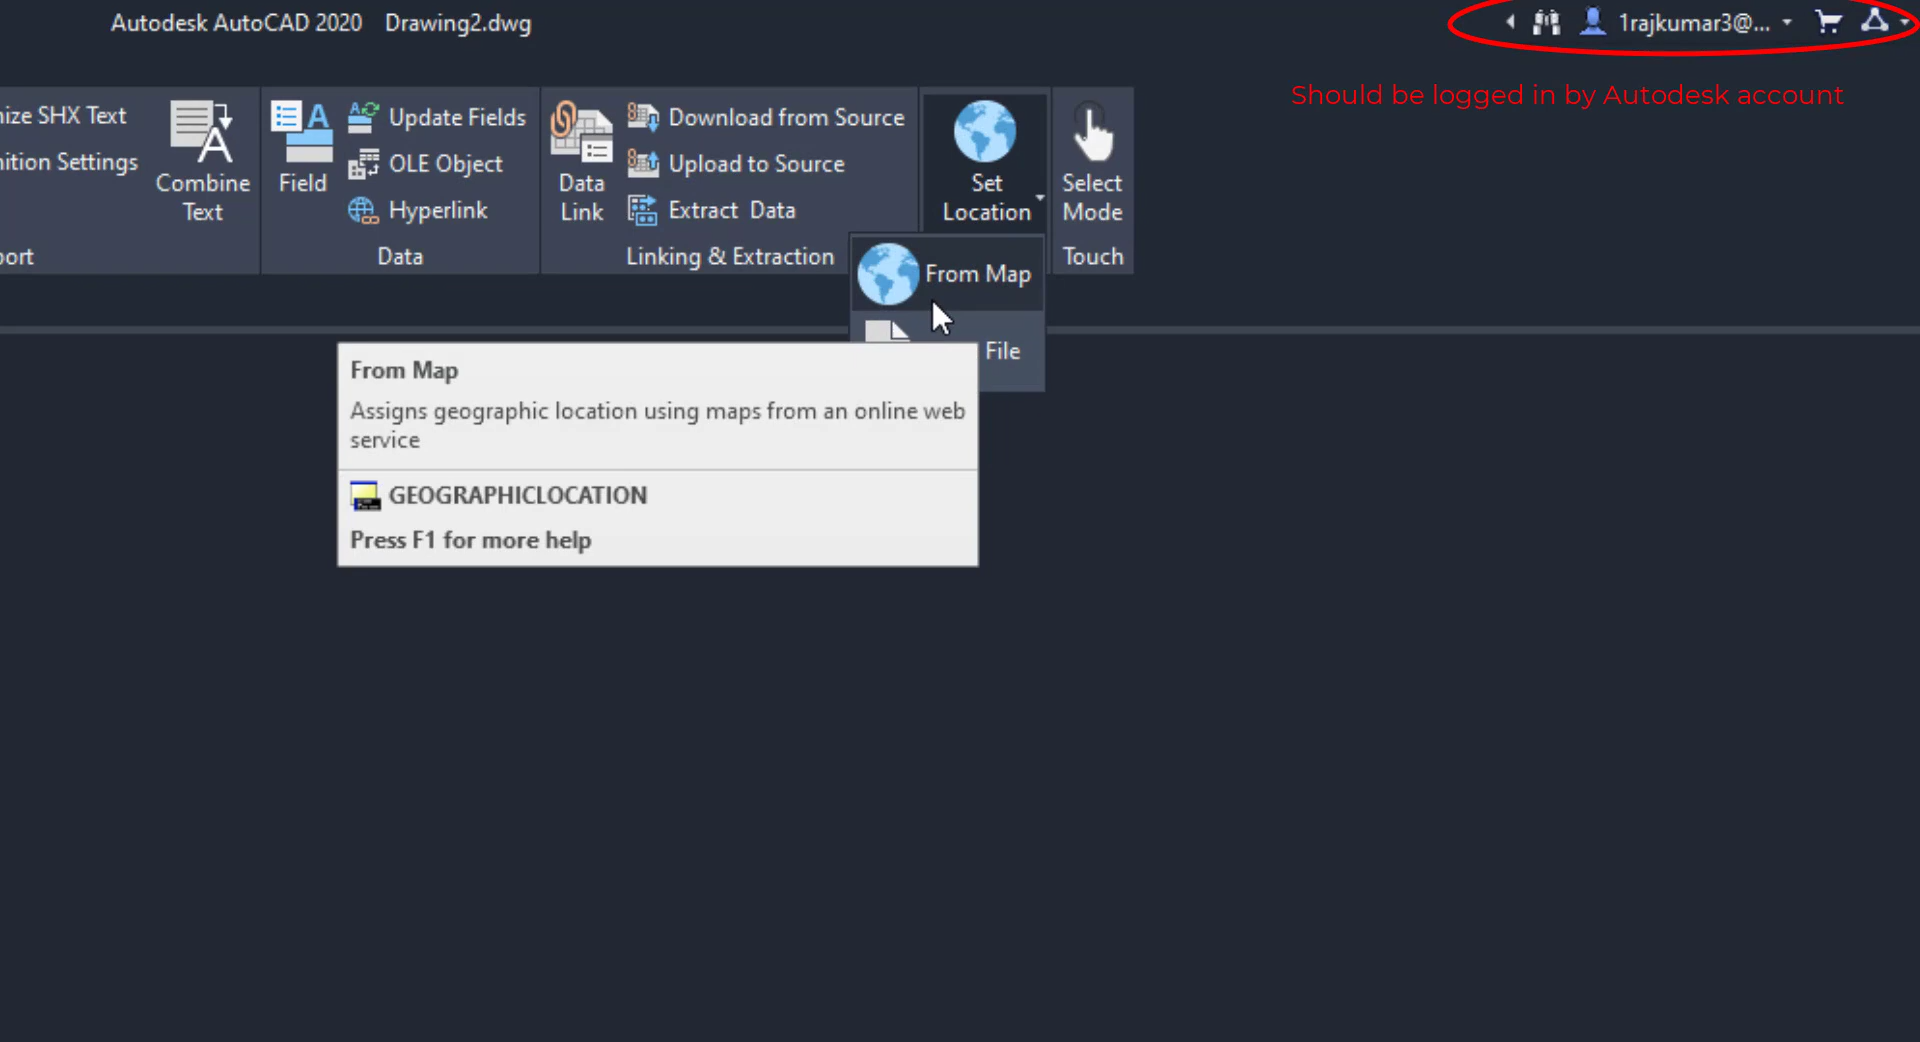 Autodesk AutoCAD 2020 Drawing2.dwg
1rajkumar3@...
Should be logged in by Autodesk account
nize SHX Text
nition Settings
ort
Combine
Text
Field
Update Fields
OLE Object
Hyperlink
Data
Data
Link
Download from Source
Upload to Source
Extract Data
Linking & Extraction
Set
Location
Select
Mode
Touch
From Map
File
From Map
Assigns geographic location using maps from an online web
service
GEOGRAPHICLOCATION
Press F1 for more help